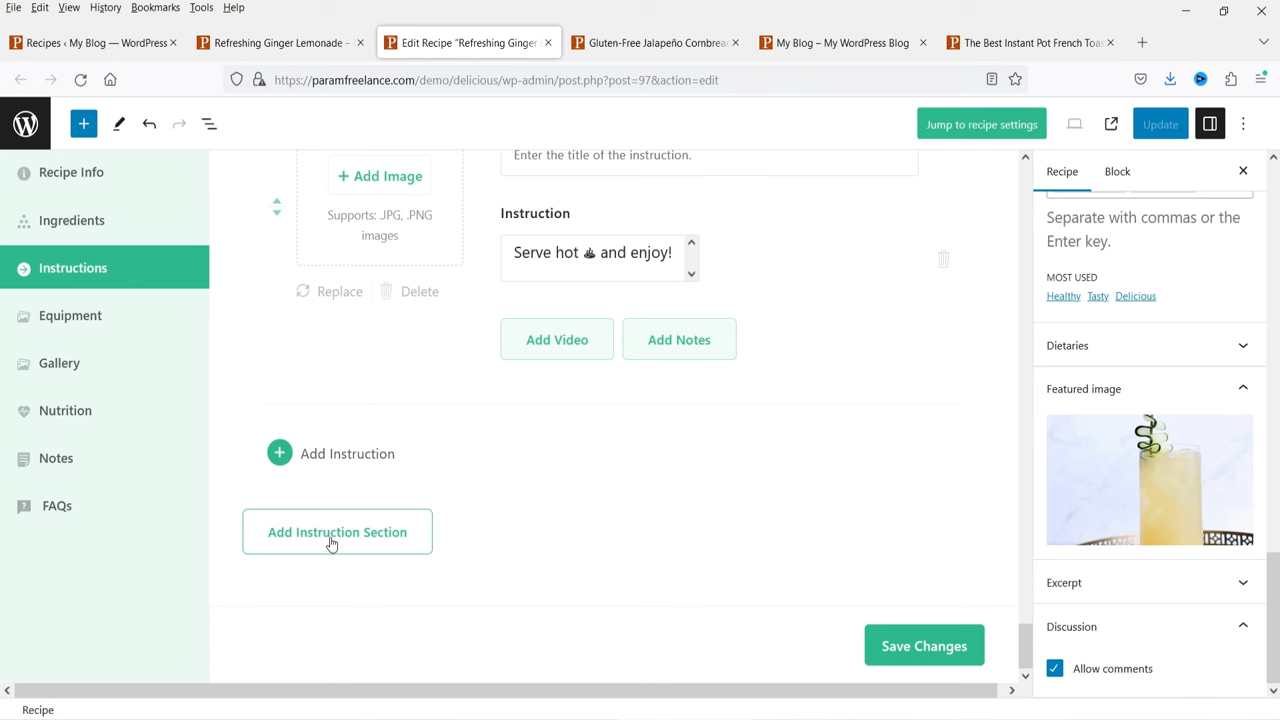 File Edit View History Bookmarks Tools Help
Recipes ‹ My Blog — WordPress
Refreshing Ginger Lemonade –
Edit Recipe "Refreshing Ginger
Gluten-Free Jalapeño Cornbrea
My Blog – My WordPress Blog
The Best Instant Pot French Toas
https://paramfreelance.com/demo/delicious/wp-admin/post.php?post=97&action=edit
Jump to recipe settings
Update
Recipe Info
Ingredients
Instructions
Equipment
Gallery
Nutrition
Notes
FAQs
Enter the title of the instruction.
+ Add Image
Supports: .JPG, .PNG
images
Replace
Delete
Instruction
Serve hot ☕ and enjoy!
Add Video
Add Notes
Add Instruction
Add Instruction Section
Save Changes
Recipe
Block
Separate with commas or the
Enter key.
MOST USED
Healthy Tasty Delicious
Dietaries
Featured image
Excerpt
Discussion
Allow comments
Recipe